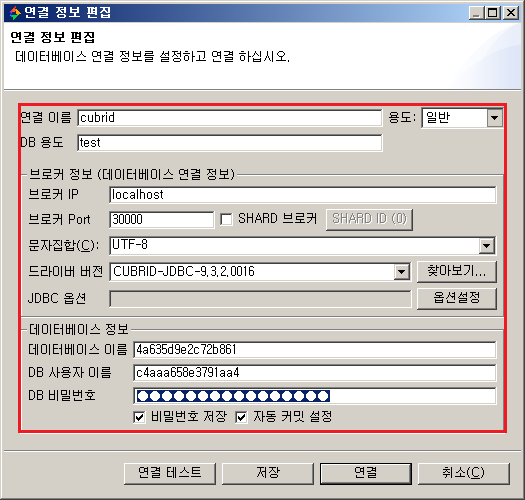 연결 정보 편집
연결 정보 편집
데이터베이스 연결 정보를 설정하고 연결 하십시오.
연결 이름 cubrid 용도: 일반
DB 용도 test
브로커 정보 (데이터베이스 연결 정보)
브로커 IP localhost
브로커 Port 30000 SHARD 브로커 SHARD ID (0)
문자집합(C): UTF-8
드라이버 버전 CUBRID-JDBC-9.3.2.0016 찾아보기...
JDBC 옵션 옵션설정
데이터베이스 정보
데이터베이스 이름 4a635d9e2c72b861
DB 사용자 이름 c4aaa658e3791aa4
DB 비밀번호 ●●●●●●●●●●●●●●●●
비밀번호 저장 자동 커밋 설정
연결 테스트 저장 연결 취소(C)